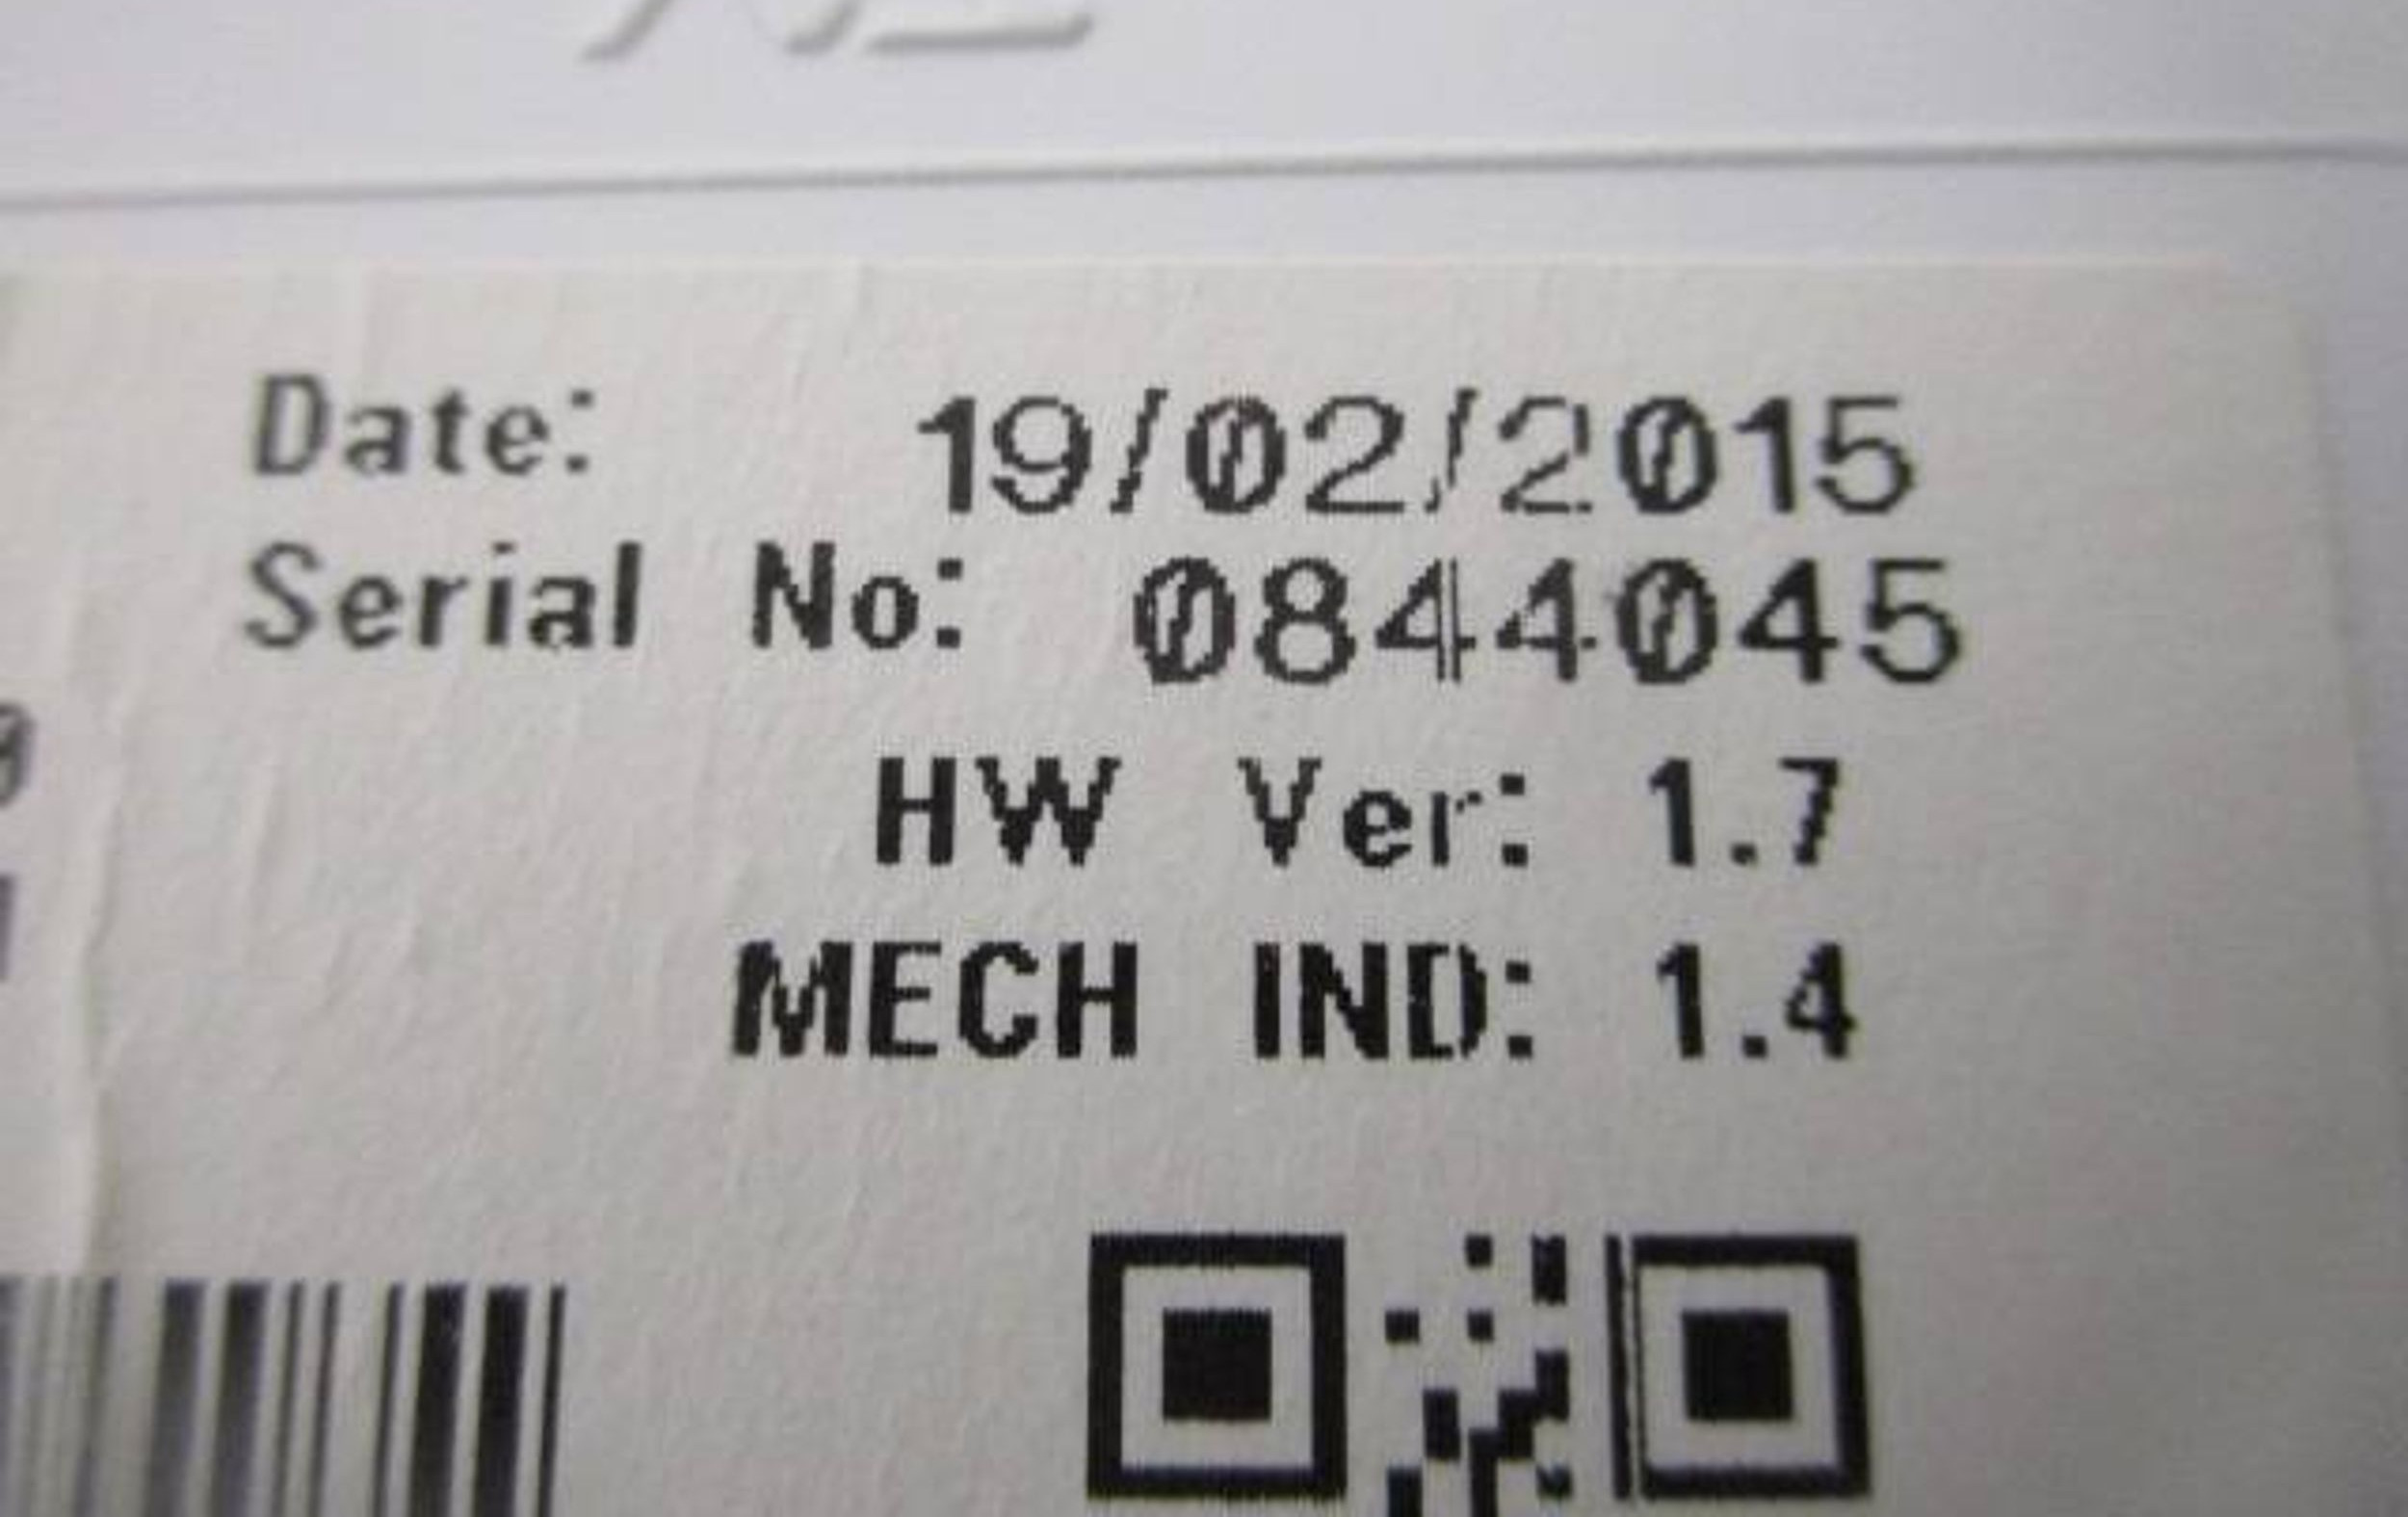 Date: 19/02/2015
Serial No: 0844045
HW Ver: 1.7
MECH IND: 1.4